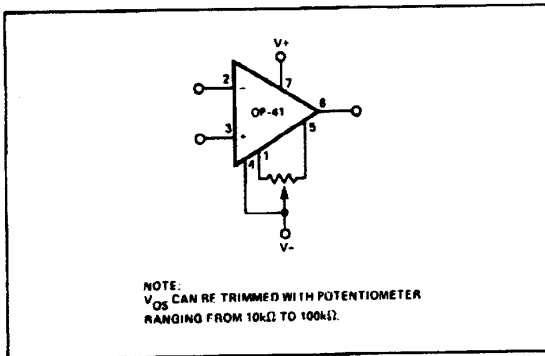 V+
2
7
-
OP-41
6
3
+
5
4
1
V-
NOTE:
VOS CAN BE TRIMMED WITH POTENTIOMETER
RANGING FROM 10kΩ TO 100kΩ.